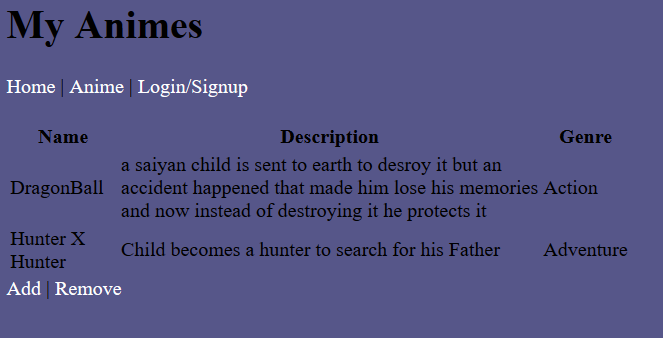 My Animes
Home | Anime | Login/Signup
Name Description Genre
DragonBall a saiyan child is sent to earth to desroy it but an
accident happened that made him lose his memories Action
and now instead of destroying it he protects it
Hunter X
Hunter Child becomes a hunter to search for his Father Adventure
Add | Remove